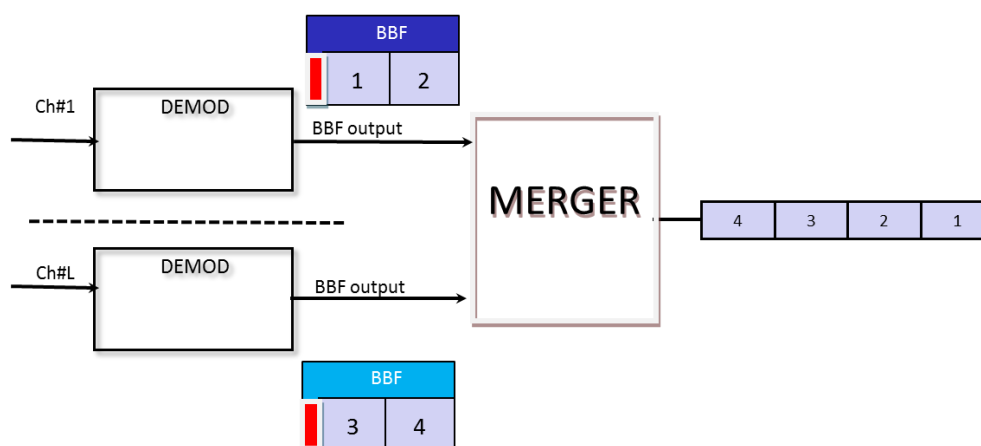 BBF
1 2
Ch#1
DEMOD
BBF output
MERGER
4 3 2 1
Ch#L
DEMOD
BBF output
BBF
3 4